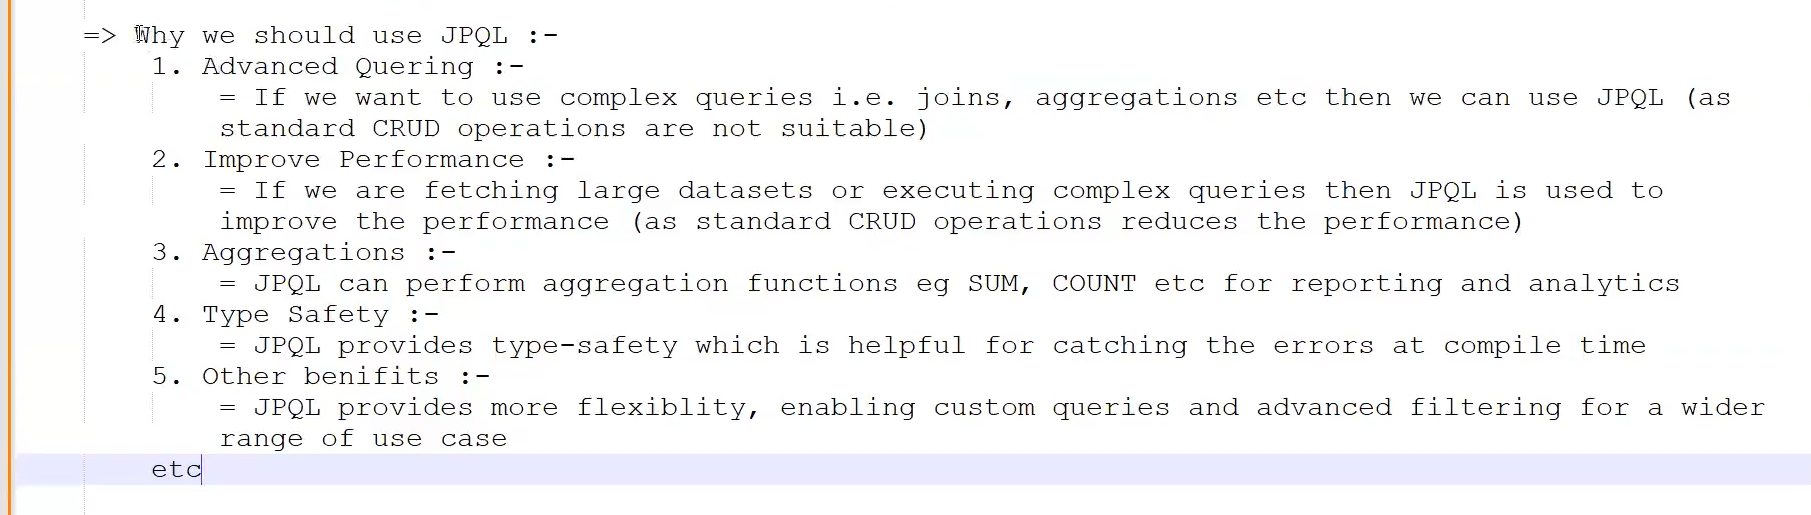 => Why we should use JPQL :-
1. Advanced Quering :-
= If we want to use complex queries i.e. joins, aggregations etc then we can use JPQL (as
standard CRUD operations are not suitable)
2. Improve Performance :-
= If we are fetching large datasets or executing complex queries then JPQL is used to
improve the performance (as standard CRUD operations reduces the performance)
3. Aggregations :-
= JPQL can perform aggregation functions eg SUM, COUNT etc for reporting and analytics
4. Type Safety :-
= JPQL provides type-safety which is helpful for catching the errors at compile time
5. Other benifits :-
= JPQL provides more flexiblity, enabling custom queries and advanced filtering for a wider
range of use case
etc